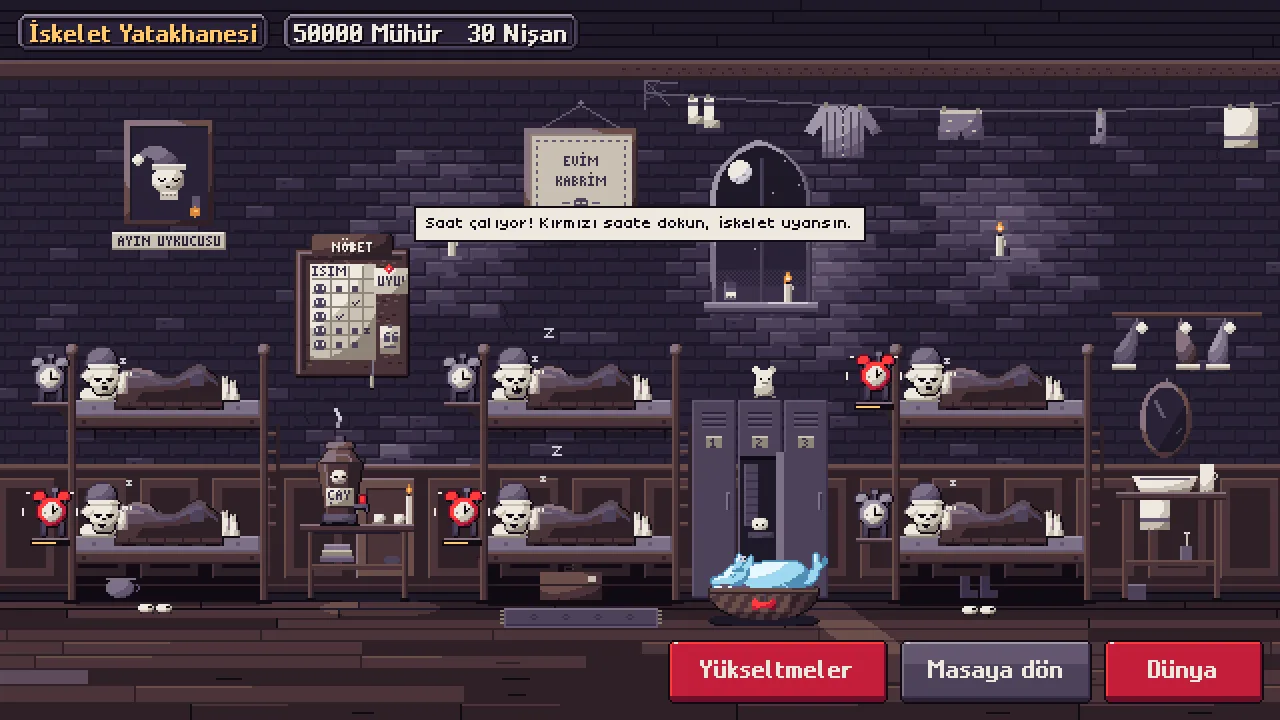 İskelet Yatakhanesi
50000 Mühür 30 Nişan
EVİM
KABRİM
Saat çalıyor! Kırmızı saate dokun, iskelet uyansın.
AYIN UYKUCUSU
NÖBET
ISIM
UYU!
1 2 3
ÇAY
Yükseltmeler
Masaya dön
Dünya